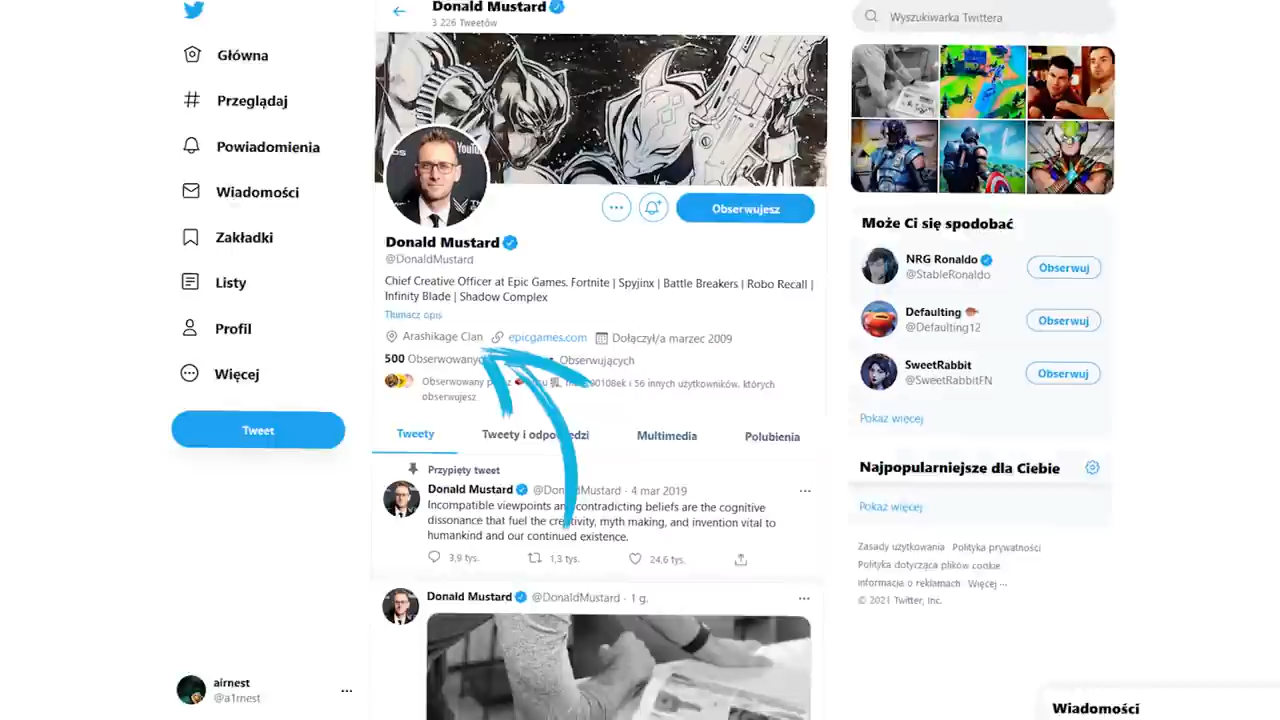 Główna
Przeglądaj
Powiadomienia
Wiadomości
Zakładki
Listy
Profil
Więcej
Tweet
airnest
@a1rnest
Donald Mustard
3 226 Tweetów
YouTu
Obserwujesz
Donald Mustard
@DonaldMustard
Chief Creative Officer at Epic Games. Fortnite | Spyjinx | Battle Breakers | Robo Recall |
Infinity Blade | Shadow Complex
Tłumacz opis
Arashikage Clan epicgames.com Dołączył/a marzec 2009
500 Obserwowanych Obserwujących
Obserwowany i 56 innych użytkowników, których
obserwujesz
Tweety Tweety i odpowiedzi Multimedia Polubienia
Przypięty tweet
Donald Mustard @DonaldMustard · 4 mar 2019
Incompatible viewpoints and contradicting beliefs are the cognitive
dissonance that fuel the creativity, myth making, and invention vital to
humankind and our continued existence.
3,9 tys. 1,3 tys. 24,6 tys.
Donald Mustard @DonaldMustard · 1 g.
Wyszukiwarka Twittera
Może Ci się spodobać
NRG Ronaldo
@StableRonaldo
Obserwuj
Defaulting
@Defaulting12
Obserwuj
SweetRabbit
@SweetRabbitFN
Obserwuj
Pokaż więcej
Najpopularniejsze dla Ciebie
Pokaż więcej
Zasady użytkowania Polityka prywatności
Polityka dotycząca plików cookie
Informacja o reklamach Więcej ···
© 2021 Twitter, Inc.
Wiadomości